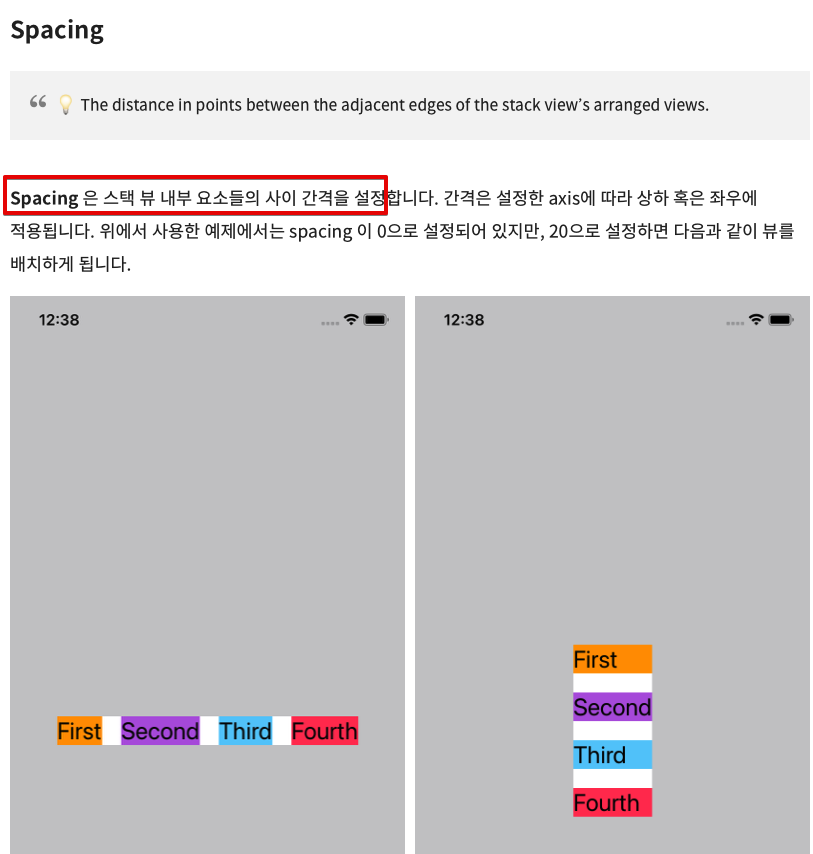 Spacing
“ 💡 The distance in points between the adjacent edges of the stack view’s arranged views.
Spacing 은 스택 뷰 내부 요소들의 사이 간격을 설정합니다. 간격은 설정한 axis에 따라 상하 혹은 좌우에
적용됩니다. 위에서 사용한 예제에서는 spacing 이 0으로 설정되어 있지만, 20으로 설정하면 다음과 같이 뷰를
배치하게 됩니다.
12:38
First Second Third Fourth
12:38
First
Second
Third
Fourth